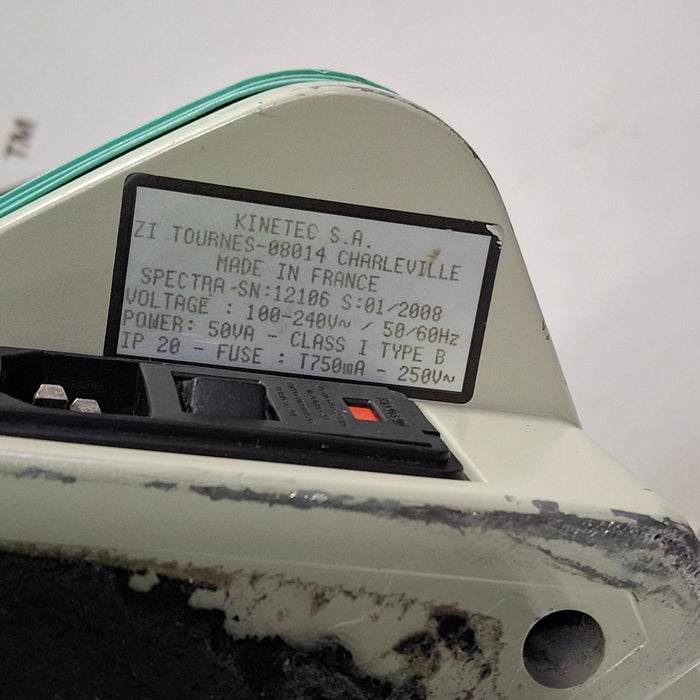 TM
KINETEC S.A.
ZI TOURNES-08014 CHARLEVILLE
MADE IN FRANCE
SPECTRA SN:12106 S:01/2008
VOLTAGE : 100-240V~ / 50/60Hz
POWER: 50VA - CLASS I TYPE B
IP 20 - FUSE : T750mA - 250V~